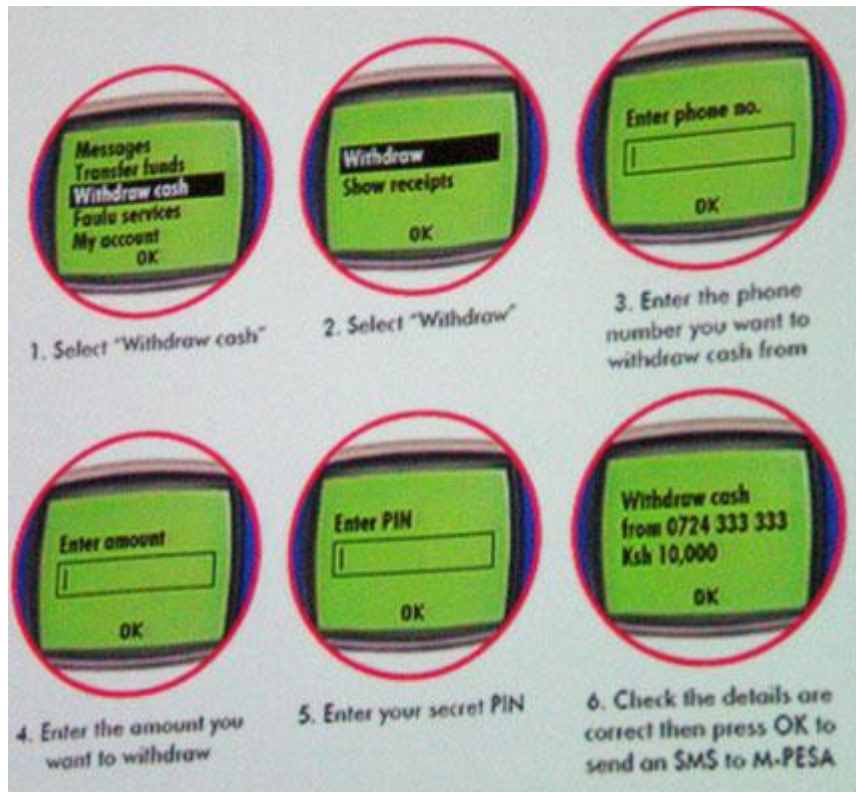 Messages
Transfer funds
Withdraw cash
Faulu services
My account
OK
1. Select "Withdraw cash"
Withdraw
Show receipts
OK
2. Select "Withdraw"
Enter phone no.
OK
3. Enter the phone
number you want to
withdraw cash from
Enter amount
OK
4. Enter the amount you
want to withdraw
Enter PIN
OK
5. Enter your secret PIN
Withdraw cash
from 0724 333 333
Ksh 10,000
OK
6. Check the details are
correct then press OK to
send an SMS to M-PESA